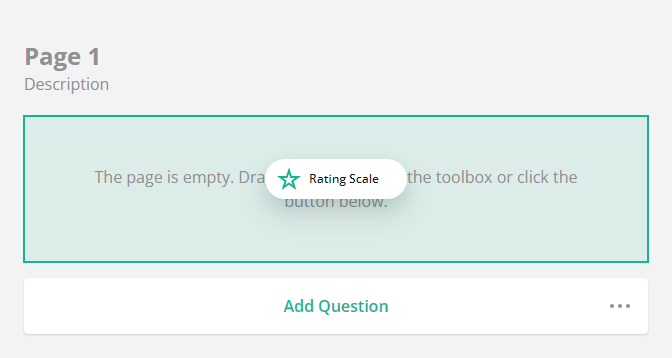 Page 1
Description
The page is empty. Dra the toolbox or click the
Rating Scale
button below.
Add Question